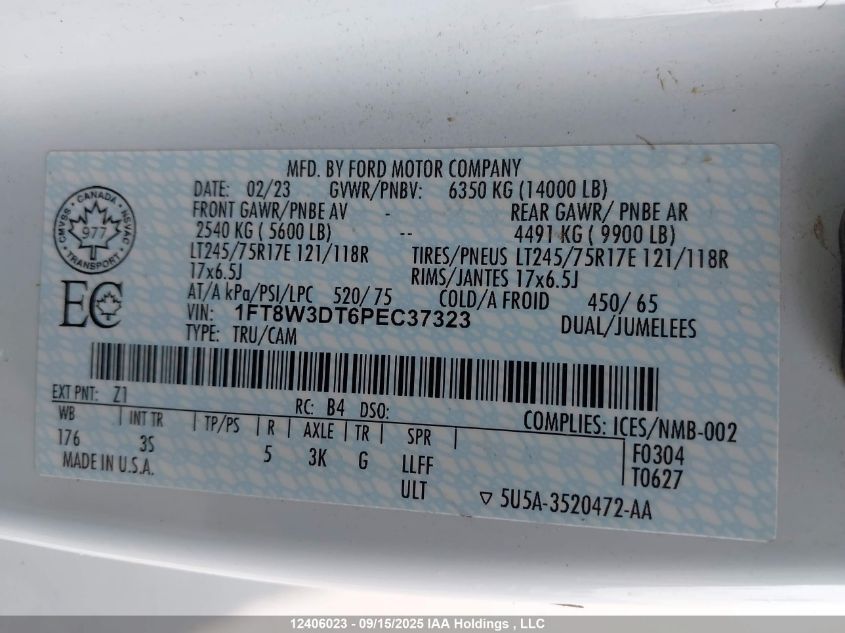 MFD. BY FORD MOTOR COMPANY
DATE: 02/23 GVWR/PNBV: 6350 KG (14000 LB)
FRONT GAWR/PNBE AV - REAR GAWR/ PNBE AR
2540 KG ( 5600 LB) -- 4491 KG ( 9900 LB)
LT245/75R17E 121/118R TIRES/PNEUS LT245/75R17E 121/118R
17x6.5J RIMS/JANTES 17x6.5J
AT/A kPa/PSI/LPC 520/ 75 COLD/A FROID 450/ 65
VIN: 1FT8W3DT6PEC37323 DUAL/JUMELEES
TYPE: TRU/CAM
CANADA
CMVSS NSVAC
977
TRANSPORT
EC
EXT PNT: Z1 RC: B4 DSO: COMPLIES: ICES/NMB-002
WB | INT TR | TP/PS | R | AXLE | TR | SPR | F0304
176 3S 5 3K G LLFF T0627
MADE IN U.S.A. ULT ▽ 5U5A-3520472-AA
12406023 - 09/15/2025 IAA Holdings , LLC